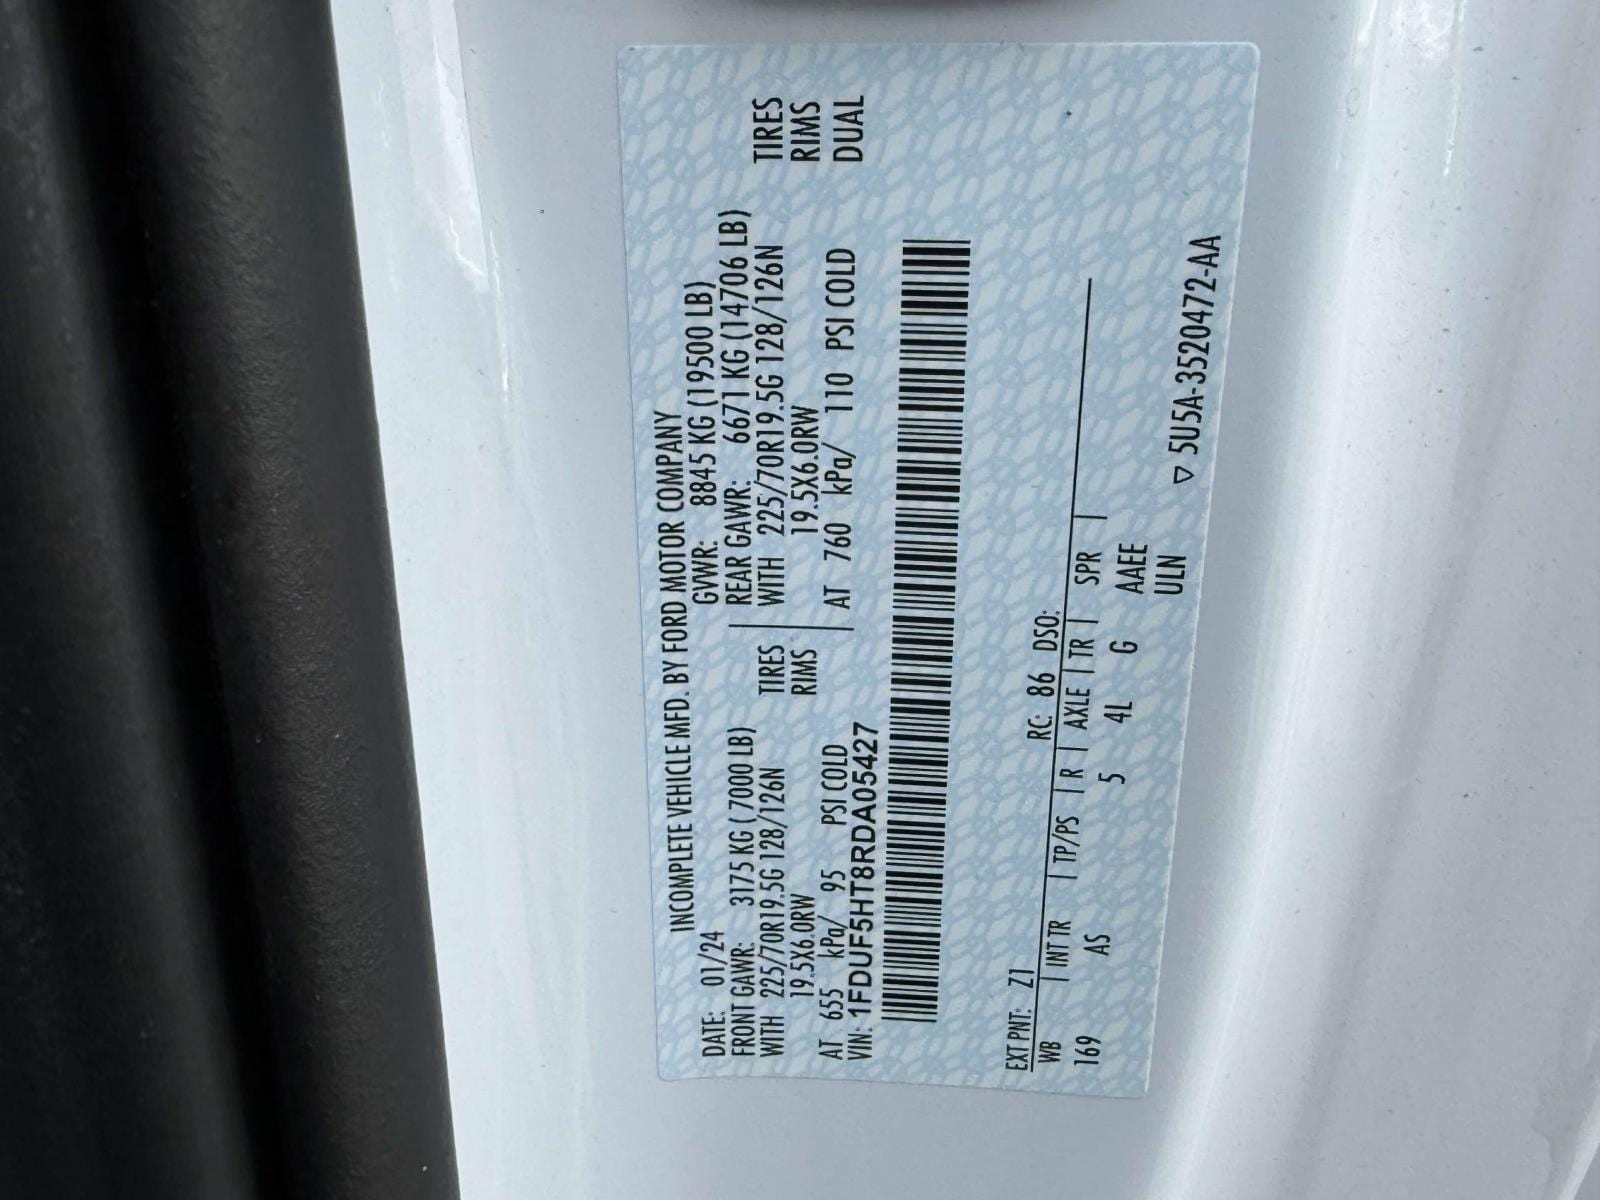 INCOMPLETE VEHICLE MFD. BY FORD MOTOR COMPANY
DATE: 01/24 GVWR: 8845 KG (19500 LB)
FRONT GAWR: 3175 KG ( 7000 LB) REAR GAWR: 6671 KG (14706 LB)
WITH 225/70R19.5G 128/126N TIRES WITH 225/70R19.5G 128/126N TIRES
19.5X6.0RW RIMS 19.5X6.0RW RIMS
AT 655 kPa/ 95 PSI COLD AT 760 kPa/ 110 PSI COLD DUAL
VIN: 1FDUF5HT8RDA05427
EXT PNT: Z1 RC: 86 DSO:
WB | INT TR | TP/PS | R | AXLE | TR | SPR |
169 AS 5 4L G AAEE
ULN
▽ 5U5A-3520472-AA